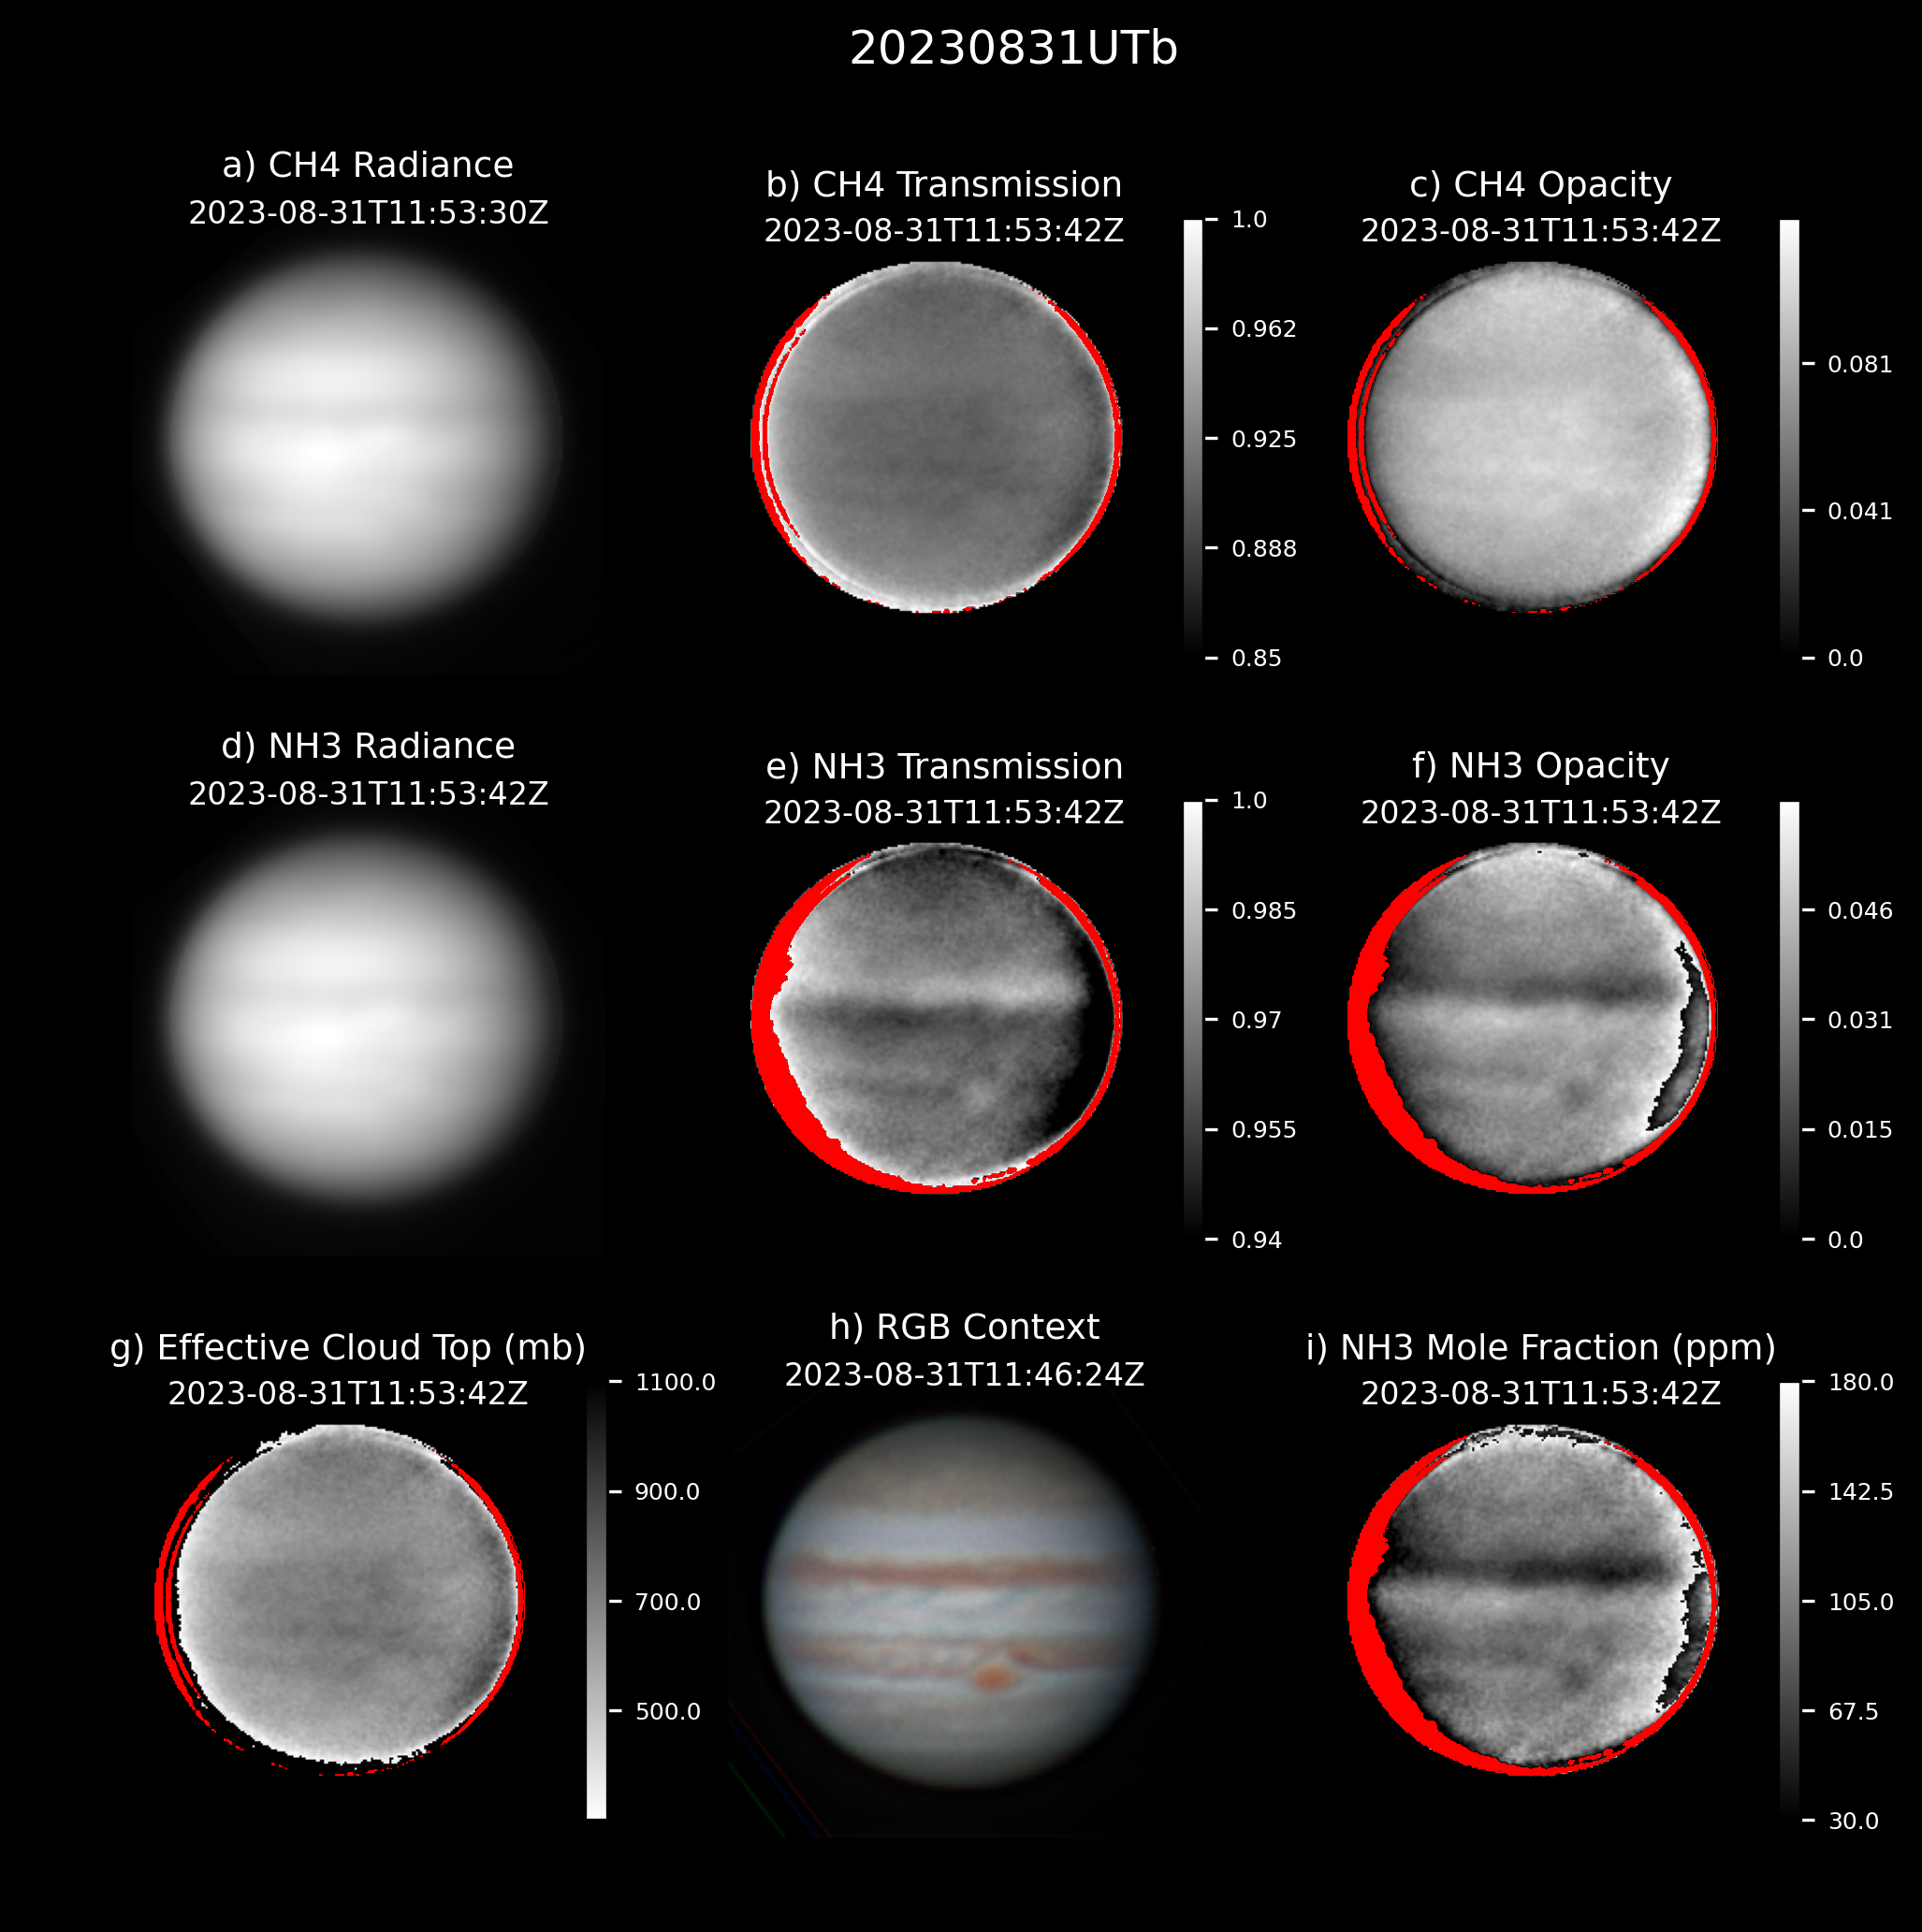 20230831UTb
a) CH4 Radiance
2023-08-31T11:53:30Z
b) CH4 Transmission
2023-08-31T11:53:42Z
1.0
0.962
0.925
0.888
0.85
c) CH4 Opacity
2023-08-31T11:53:42Z
0.081
0.041
0.0
d) NH3 Radiance
2023-08-31T11:53:42Z
e) NH3 Transmission
2023-08-31T11:53:42Z
1.0
0.985
0.97
0.955
0.94
f) NH3 Opacity
2023-08-31T11:53:42Z
0.046
0.031
0.015
0.0
g) Effective Cloud Top (mb)
2023-08-31T11:53:42Z
1100.0
900.0
700.0
500.0
h) RGB Context
2023-08-31T11:46:24Z
i) NH3 Mole Fraction (ppm)
2023-08-31T11:53:42Z
180.0
142.5
105.0
67.5
30.0